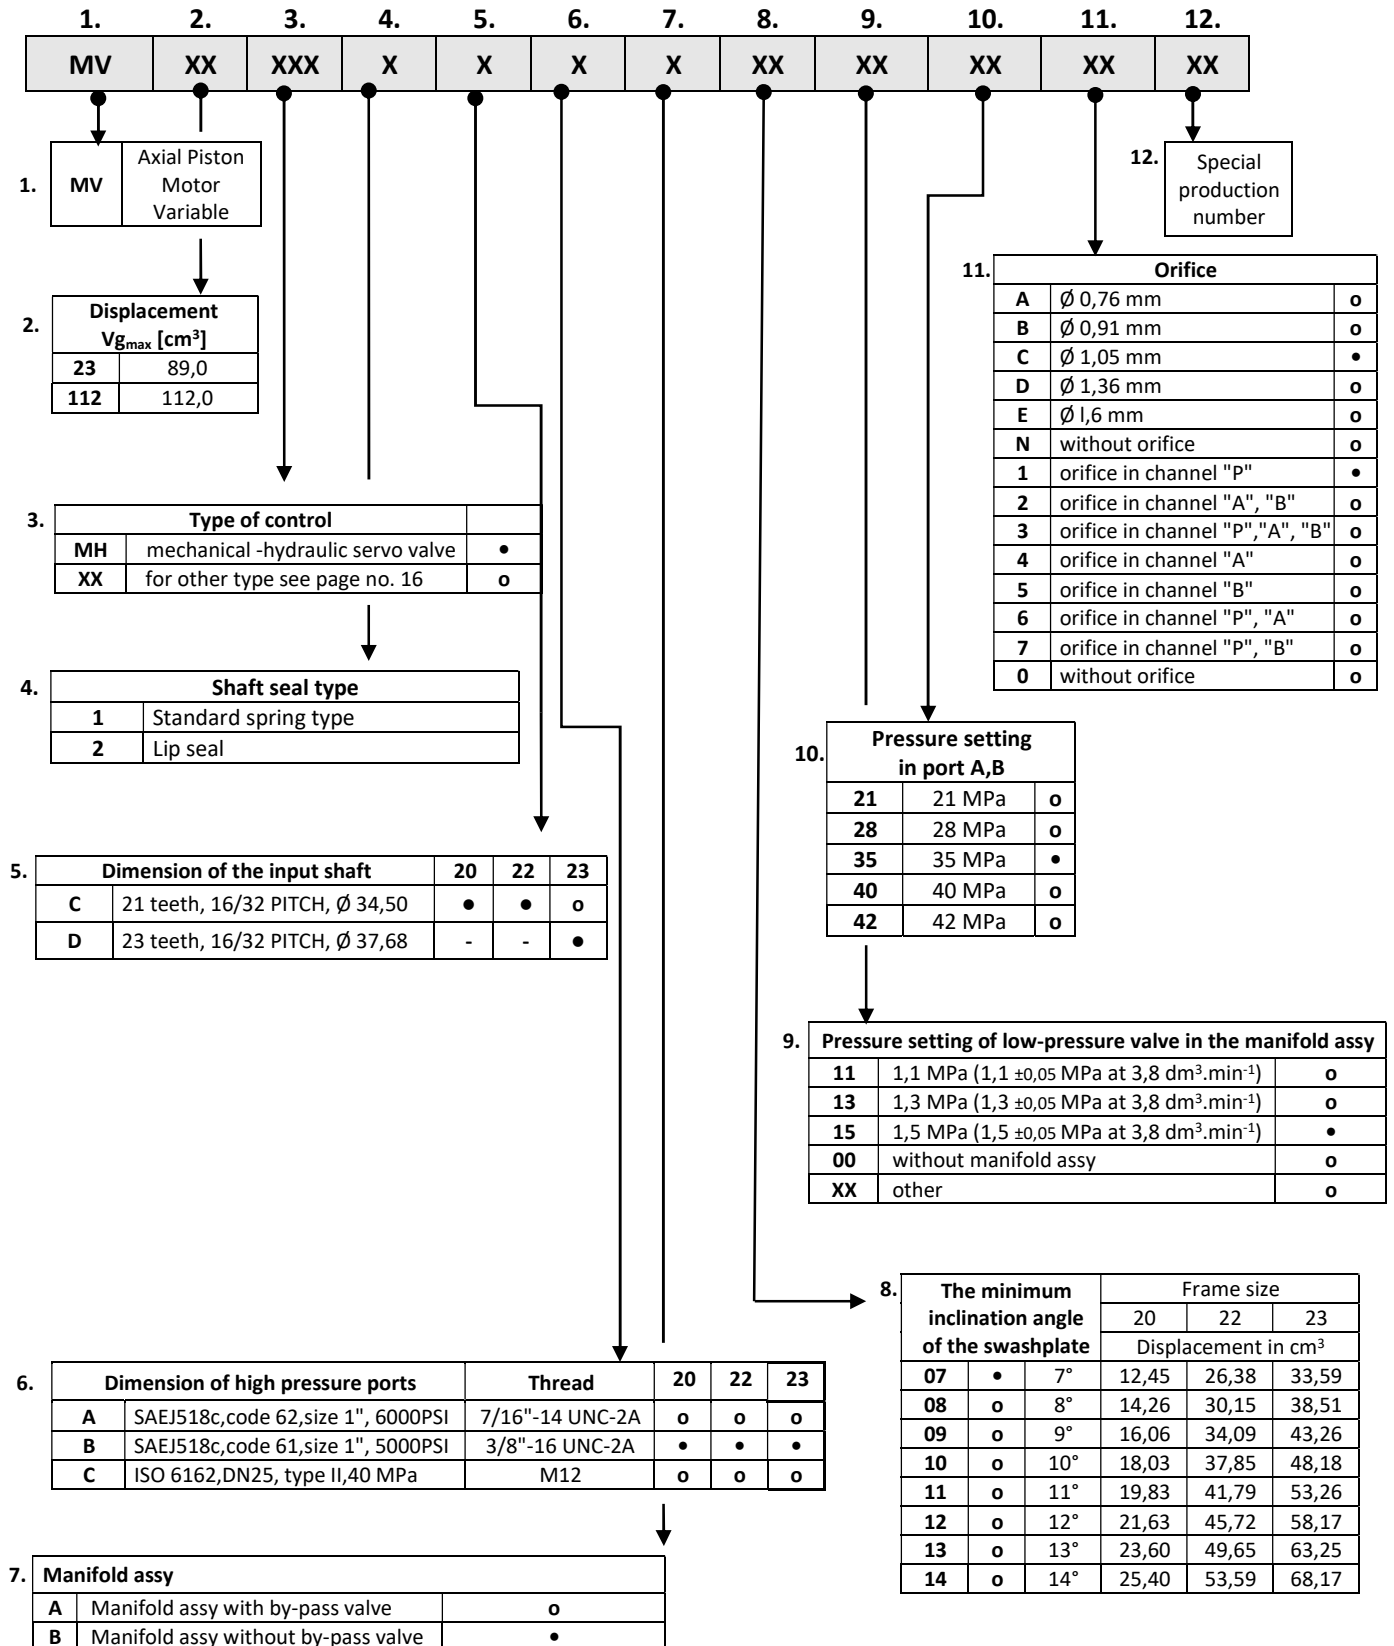 1. 2. 3. 4. 5. 6. 7. 8. 9. 10. 11. 12.
MV XX XXX X X X X XX XX XX XX XX
1. MV Axial Piston
Motor
Variable
12. Special
production
number
2. Displacement
Vgmax [cm³]
23 89,0
112 112,0
11. Orifice
A Ø 0,76 mm o
B Ø 0,91 mm o
C Ø 1,05 mm •
D Ø 1,36 mm o
E Ø l,6 mm o
N without orifice o
1 orifice in channel "P" •
2 orifice in channel "A", "B" o
3 orifice in channel "P","A", "B" o
4 orifice in channel "A" o
5 orifice in channel "B" o
6 orifice in channel "P", "A" o
7 orifice in channel "P", "B" o
0 without orifice o
3. Type of control
MH mechanical -hydraulic servo valve •
XX for other type see page no. 16 o
4. Shaft seal type
1 Standard spring type
2 Lip seal
10. Pressure setting
in port A,B
21 21 MPa o
28 28 MPa o
35 35 MPa •
40 40 MPa o
42 42 MPa o
5. Dimension of the input shaft 20 22 23
C 21 teeth, 16/32 PITCH, Ø 34,50 • • o
D 23 teeth, 16/32 PITCH, Ø 37,68 - - •
9. Pressure setting of low-pressure valve in the manifold assy
11 1,1 MPa (1,1 ±0,05 MPa at 3,8 dm³.min⁻¹) o
13 1,3 MPa (1,3 ±0,05 MPa at 3,8 dm³.min⁻¹) o
15 1,5 MPa (1,5 ±0,05 MPa at 3,8 dm³.min⁻¹) •
00 without manifold assy o
XX other o
8. The minimum
inclination angle
of the swashplate
Frame size
20 22 23
Displacement in cm³
07 • 7° 12,45 26,38 33,59
08 o 8° 14,26 30,15 38,51
09 o 9° 16,06 34,09 43,26
10 o 10° 18,03 37,85 48,18
11 o 11° 19,83 41,79 53,26
12 o 12° 21,63 45,72 58,17
13 o 13° 23,60 49,65 63,25
14 o 14° 25,40 53,59 68,17
6. Dimension of high pressure ports Thread 20 22 23
A SAEJ518c,code 62,size 1", 6000PSI 7/16"-14 UNC-2A o o o
B SAEJ518c,code 61,size 1", 5000PSI 3/8"-16 UNC-2A • • •
C ISO 6162,DN25, type II,40 MPa M12 o o o
7. Manifold assy
A Manifold assy with by-pass valve o
B Manifold assy without by-pass valve •